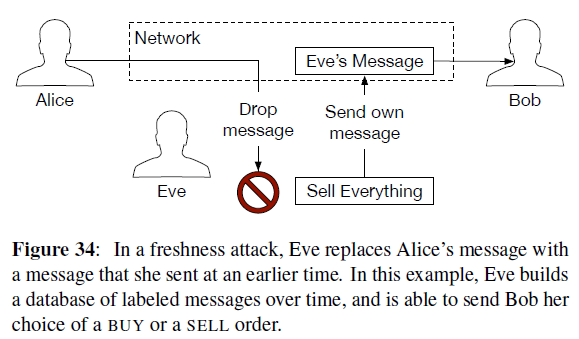 Network
Eve's Message
Alice
Bob
Drop
message
Send own
message
Eve
Sell Everything
Figure 34: In a freshness attack, Eve replaces Alice's message with
a message that she sent at an earlier time. In this example, Eve builds
a database of labeled messages over time, and is able to send Bob her
choice of a BUY or a SELL order.